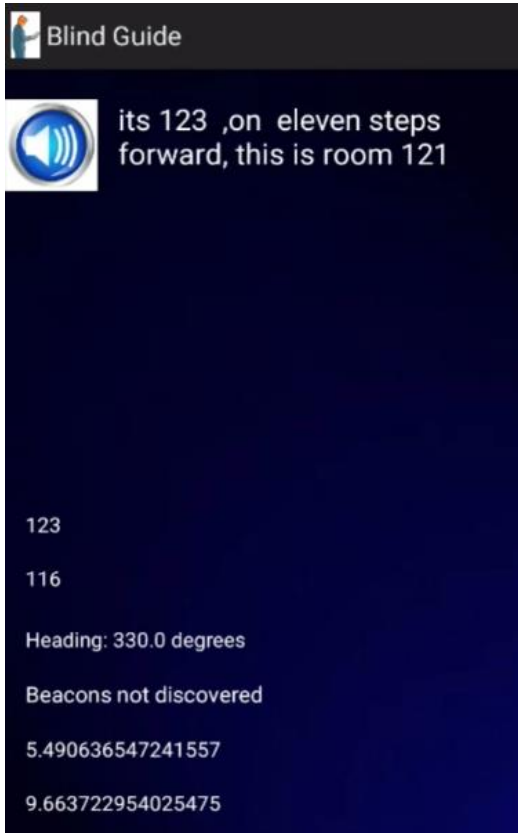 Blind Guide
its 123 ,on eleven steps
forward, this is room 121
123
116
Heading: 330.0 degrees
Beacons not discovered
5.490636547241557
9.663722954025475